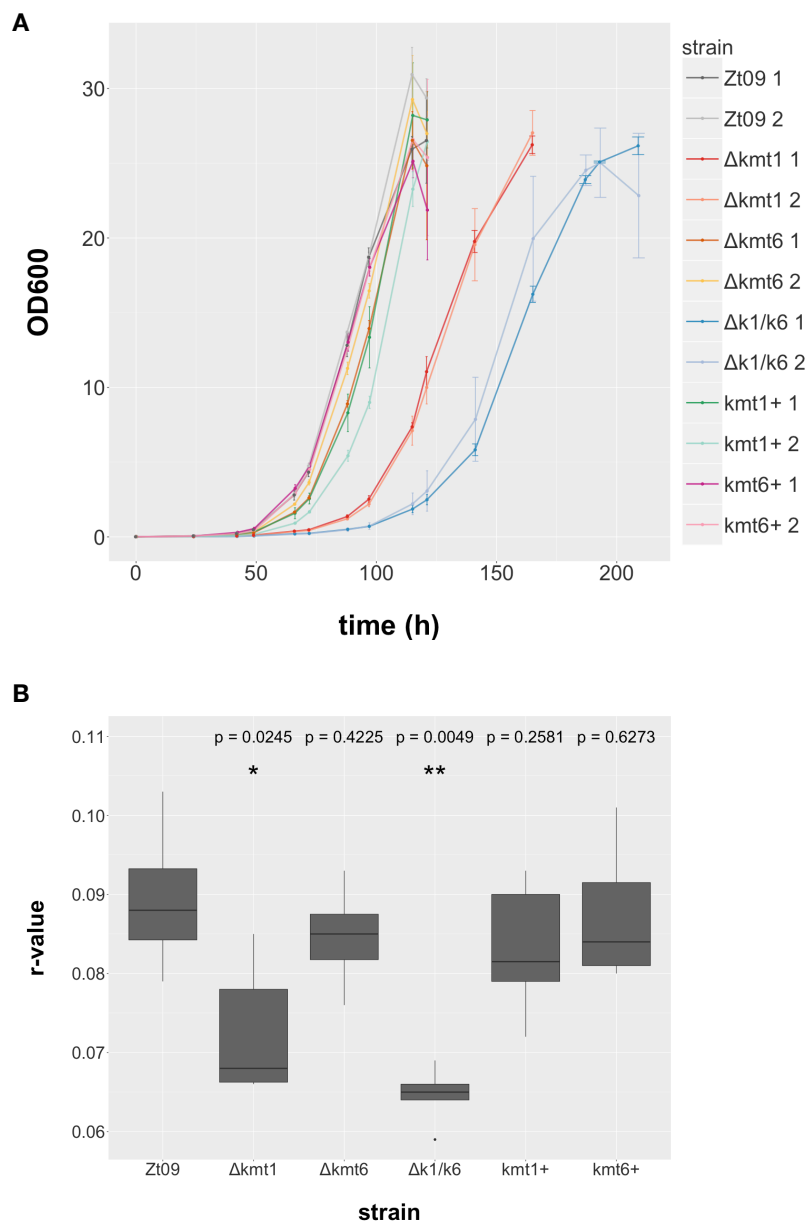 A
30
20
10
0
OD600
0 50 100 150 200
time (h)
strain
Zt09 1
Zt09 2
Δkmt1 1
Δkmt1 2
Δkmt6 1
Δkmt6 2
Δk1/k6 1
Δk1/k6 2
kmt1+ 1
kmt1+ 2
kmt6+ 1
kmt6+ 2
B
p = 0.0245 p = 0.4225 p = 0.0049 p = 0.2581 p = 0.6273
* **
0.11
0.10
0.09
0.08
0.07
0.06
r-value
Zt09 Δkmt1 Δkmt6 Δk1/k6 kmt1+ kmt6+
strain